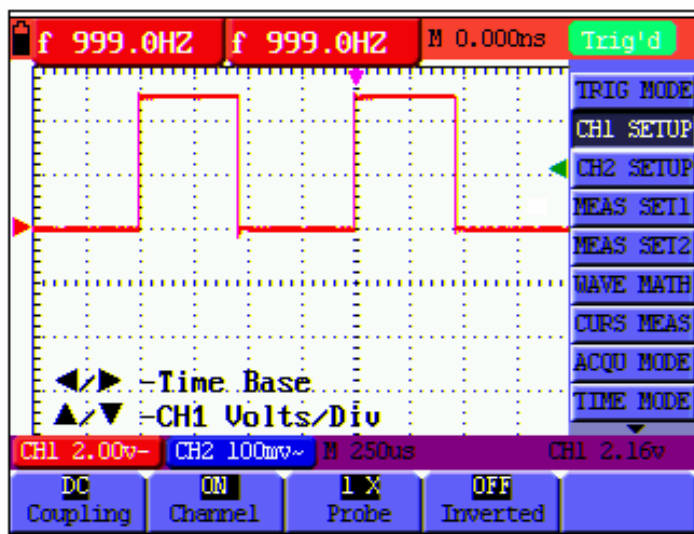 f 999.0HZ f 999.0HZ M 0.000ns Trig'd
TRIG MODE
CH1 SETUP
CH2 SETUP
MEAS SET1
MEAS SET2
WAVE MATH
CURS MEAS
ACQU MODE
TIME MODE
◀/▶ -Time Base
▲/▼ -CH1 Volts/Div
CH1 2.00v- CH2 100mv~ M 250us CH1 2.16v
DC ON 1 X OFF
Coupling Channel Probe Inverted